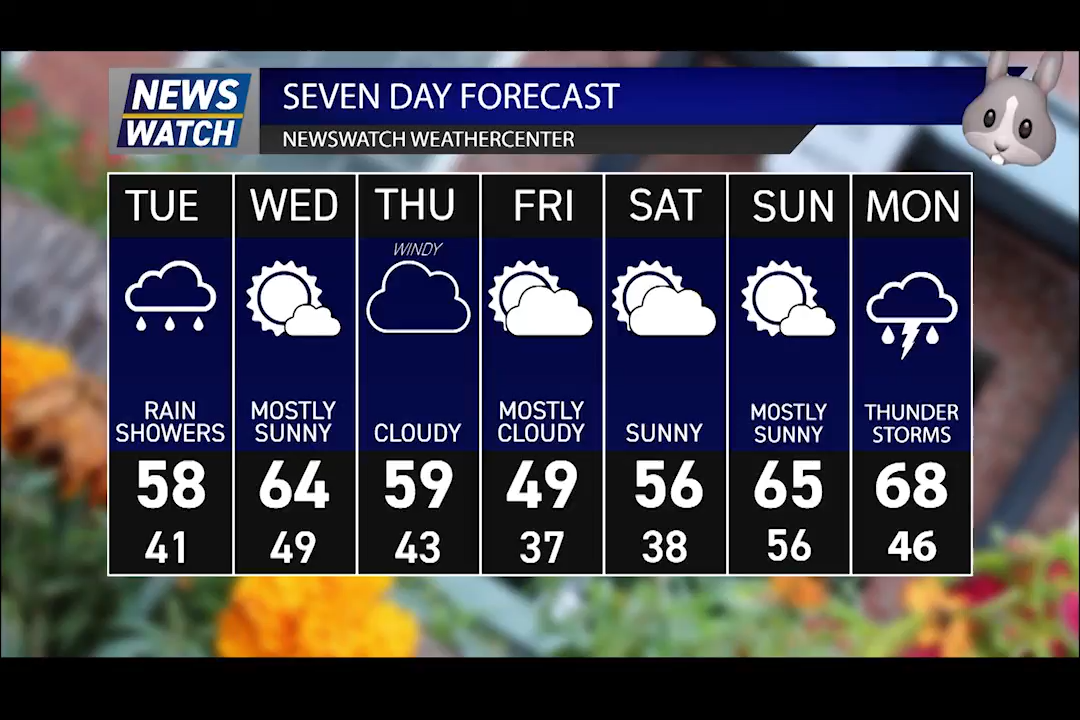 NEWS
WATCH
SEVEN DAY FORECAST
NEWSWATCH WEATHERCENTER
TUE WED THU FRI SAT SUN MON
WINDY
RAIN SHOWERS
MOSTLY SUNNY
CLOUDY
MOSTLY CLOUDY
SUNNY
MOSTLY SUNNY
THUNDER STORMS
58 64 59 49 56 65 68
41 49 43 37 38 56 46